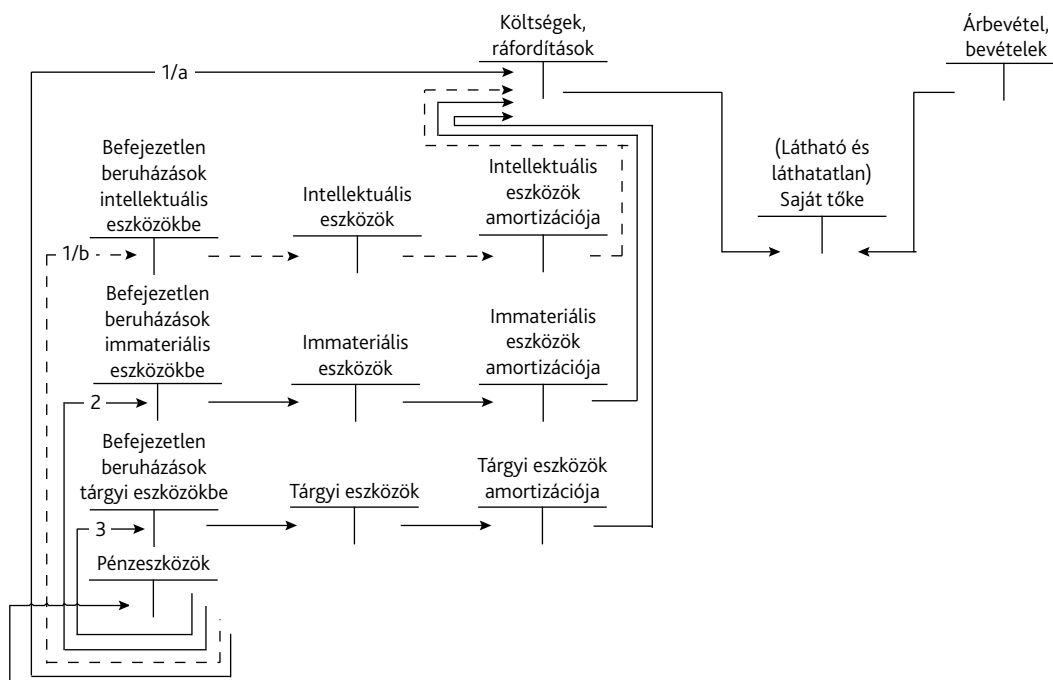 Költségek,
ráfordítások
Árbevétel,
bevételek
1/a
Befejezetlen
beruházások
intellektuális
eszközökbe
Intellektuális
eszközök
Intellektuális
eszközök
amortizációja
(Látható és
láthatatlan)
Saját tőke
1/b
Befejezetlen
beruházások
immateriális
eszközökbe
Immateriális
eszközök
Immateriális
eszközök
amortizációja
2
Befejezetlen
beruházások
tárgyi eszközökbe
Tárgyi eszközök
Tárgyi eszközök
amortizációja
3
Pénzeszközök